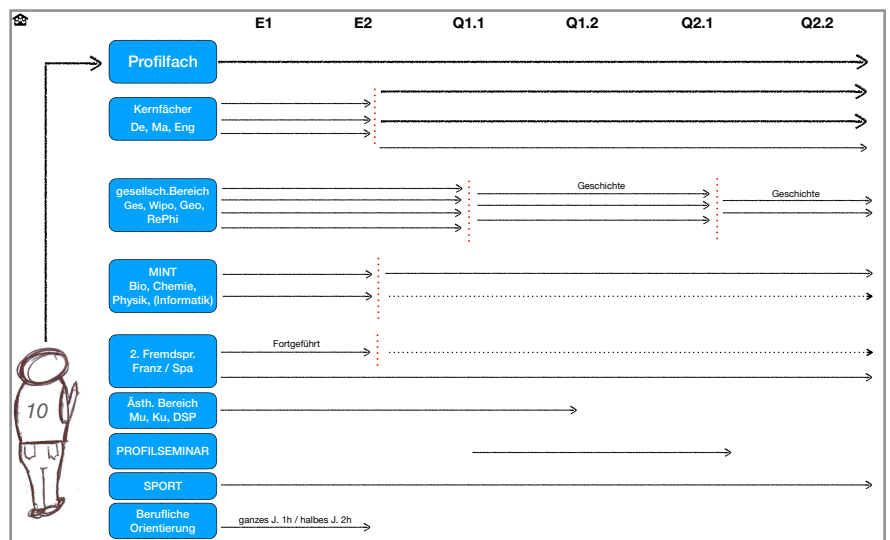 E1 E2 Q1.1 Q1.2 Q2.1 Q2.2
Profilfach
Kernfächer
De, Ma, Eng
gesellsch.Bereich
Ges, Wipo, Geo,
RePhi
Geschichte
Geschichte
MINT
Bio, Chemie,
Physik, (Informatik)
2. Fremdspr.
Franz / Spa
Fortgeführt
Ästh. Bereich
Mu, Ku, DSP
PROFILSEMINAR
SPORT
Berufliche
Orientierung
ganzes J. 1h / halbes J. 2h
10